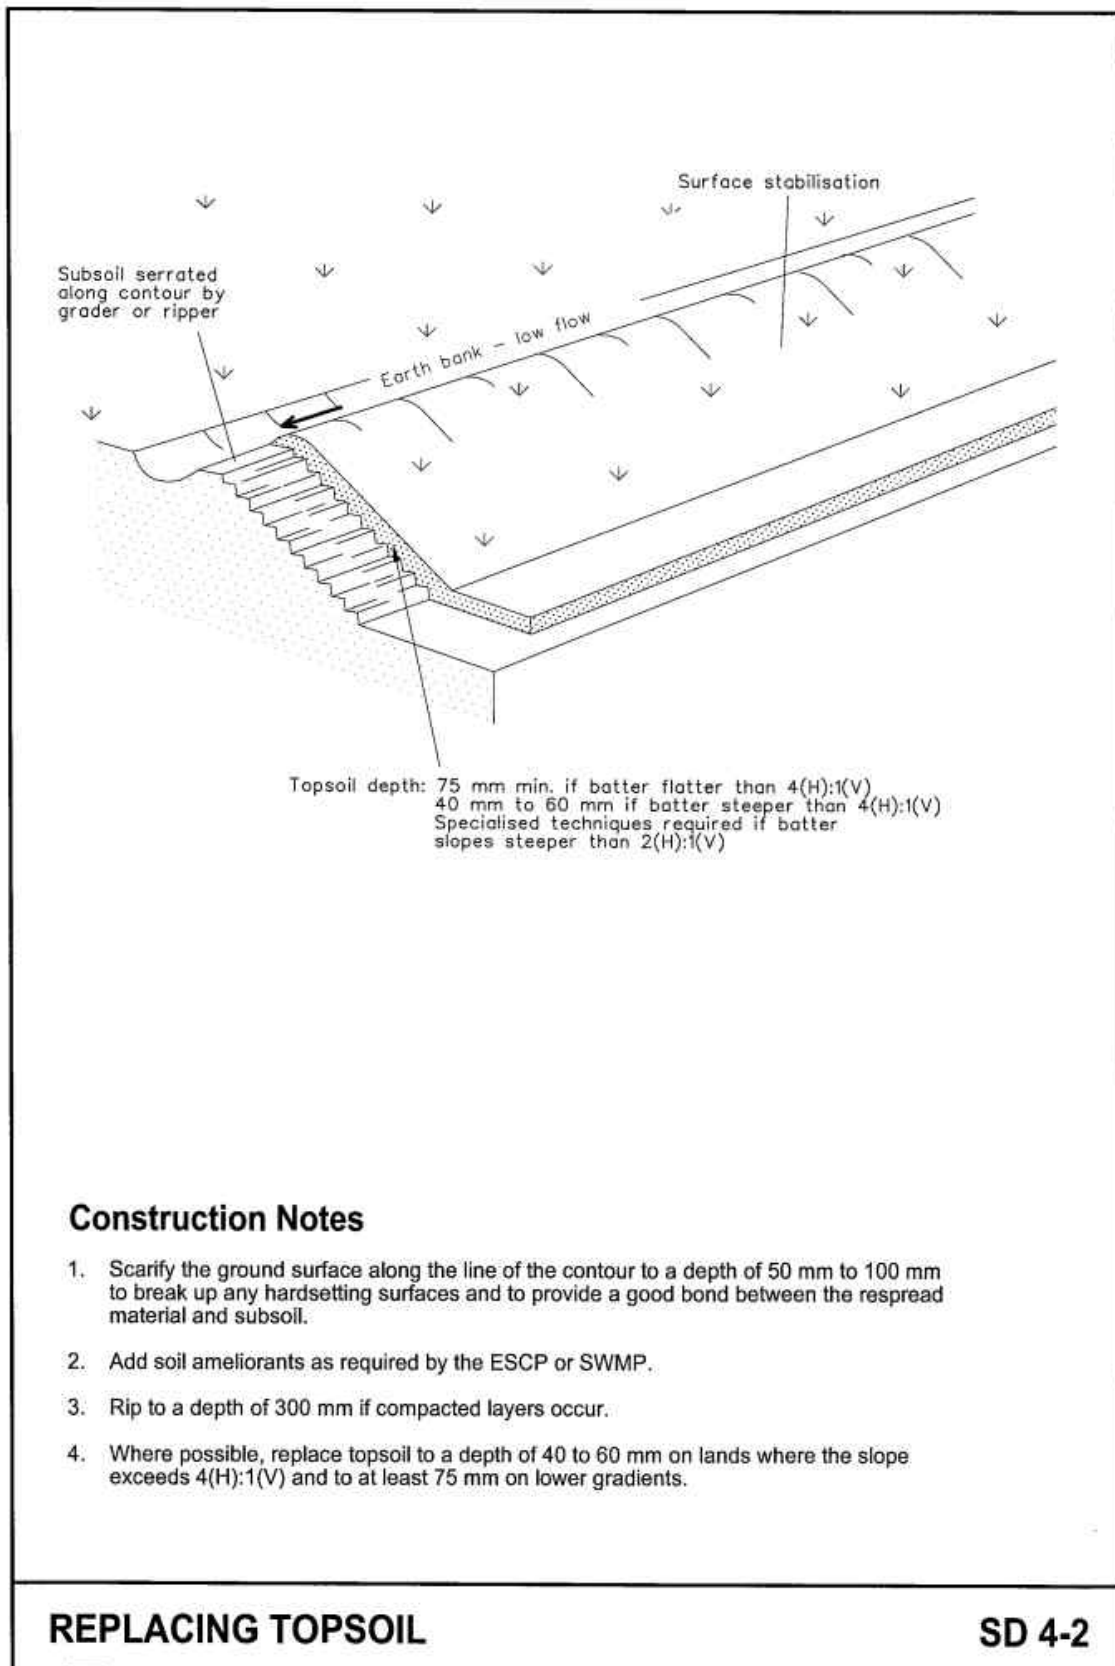 Surface stabilisation
Subsoil serrated
along contour by
grader or ripper
Earth bank – low flow
Topsoil depth: 75 mm min. if batter flatter than 4(H):1(V)
40 mm to 60 mm if batter steeper than 4(H):1(V)
Specialised techniques required if batter
slopes steeper than 2(H):1(V)
Construction Notes
1. Scarify the ground surface along the line of the contour to a depth of 50 mm to 100 mm
to break up any hardsetting surfaces and to provide a good bond between the respread
material and subsoil.
2. Add soil ameliorants as required by the ESCP or SWMP.
3. Rip to a depth of 300 mm if compacted layers occur.
4. Where possible, replace topsoil to a depth of 40 to 60 mm on lands where the slope
exceeds 4(H):1(V) and to at least 75 mm on lower gradients.
REPLACING TOPSOIL
SD 4-2